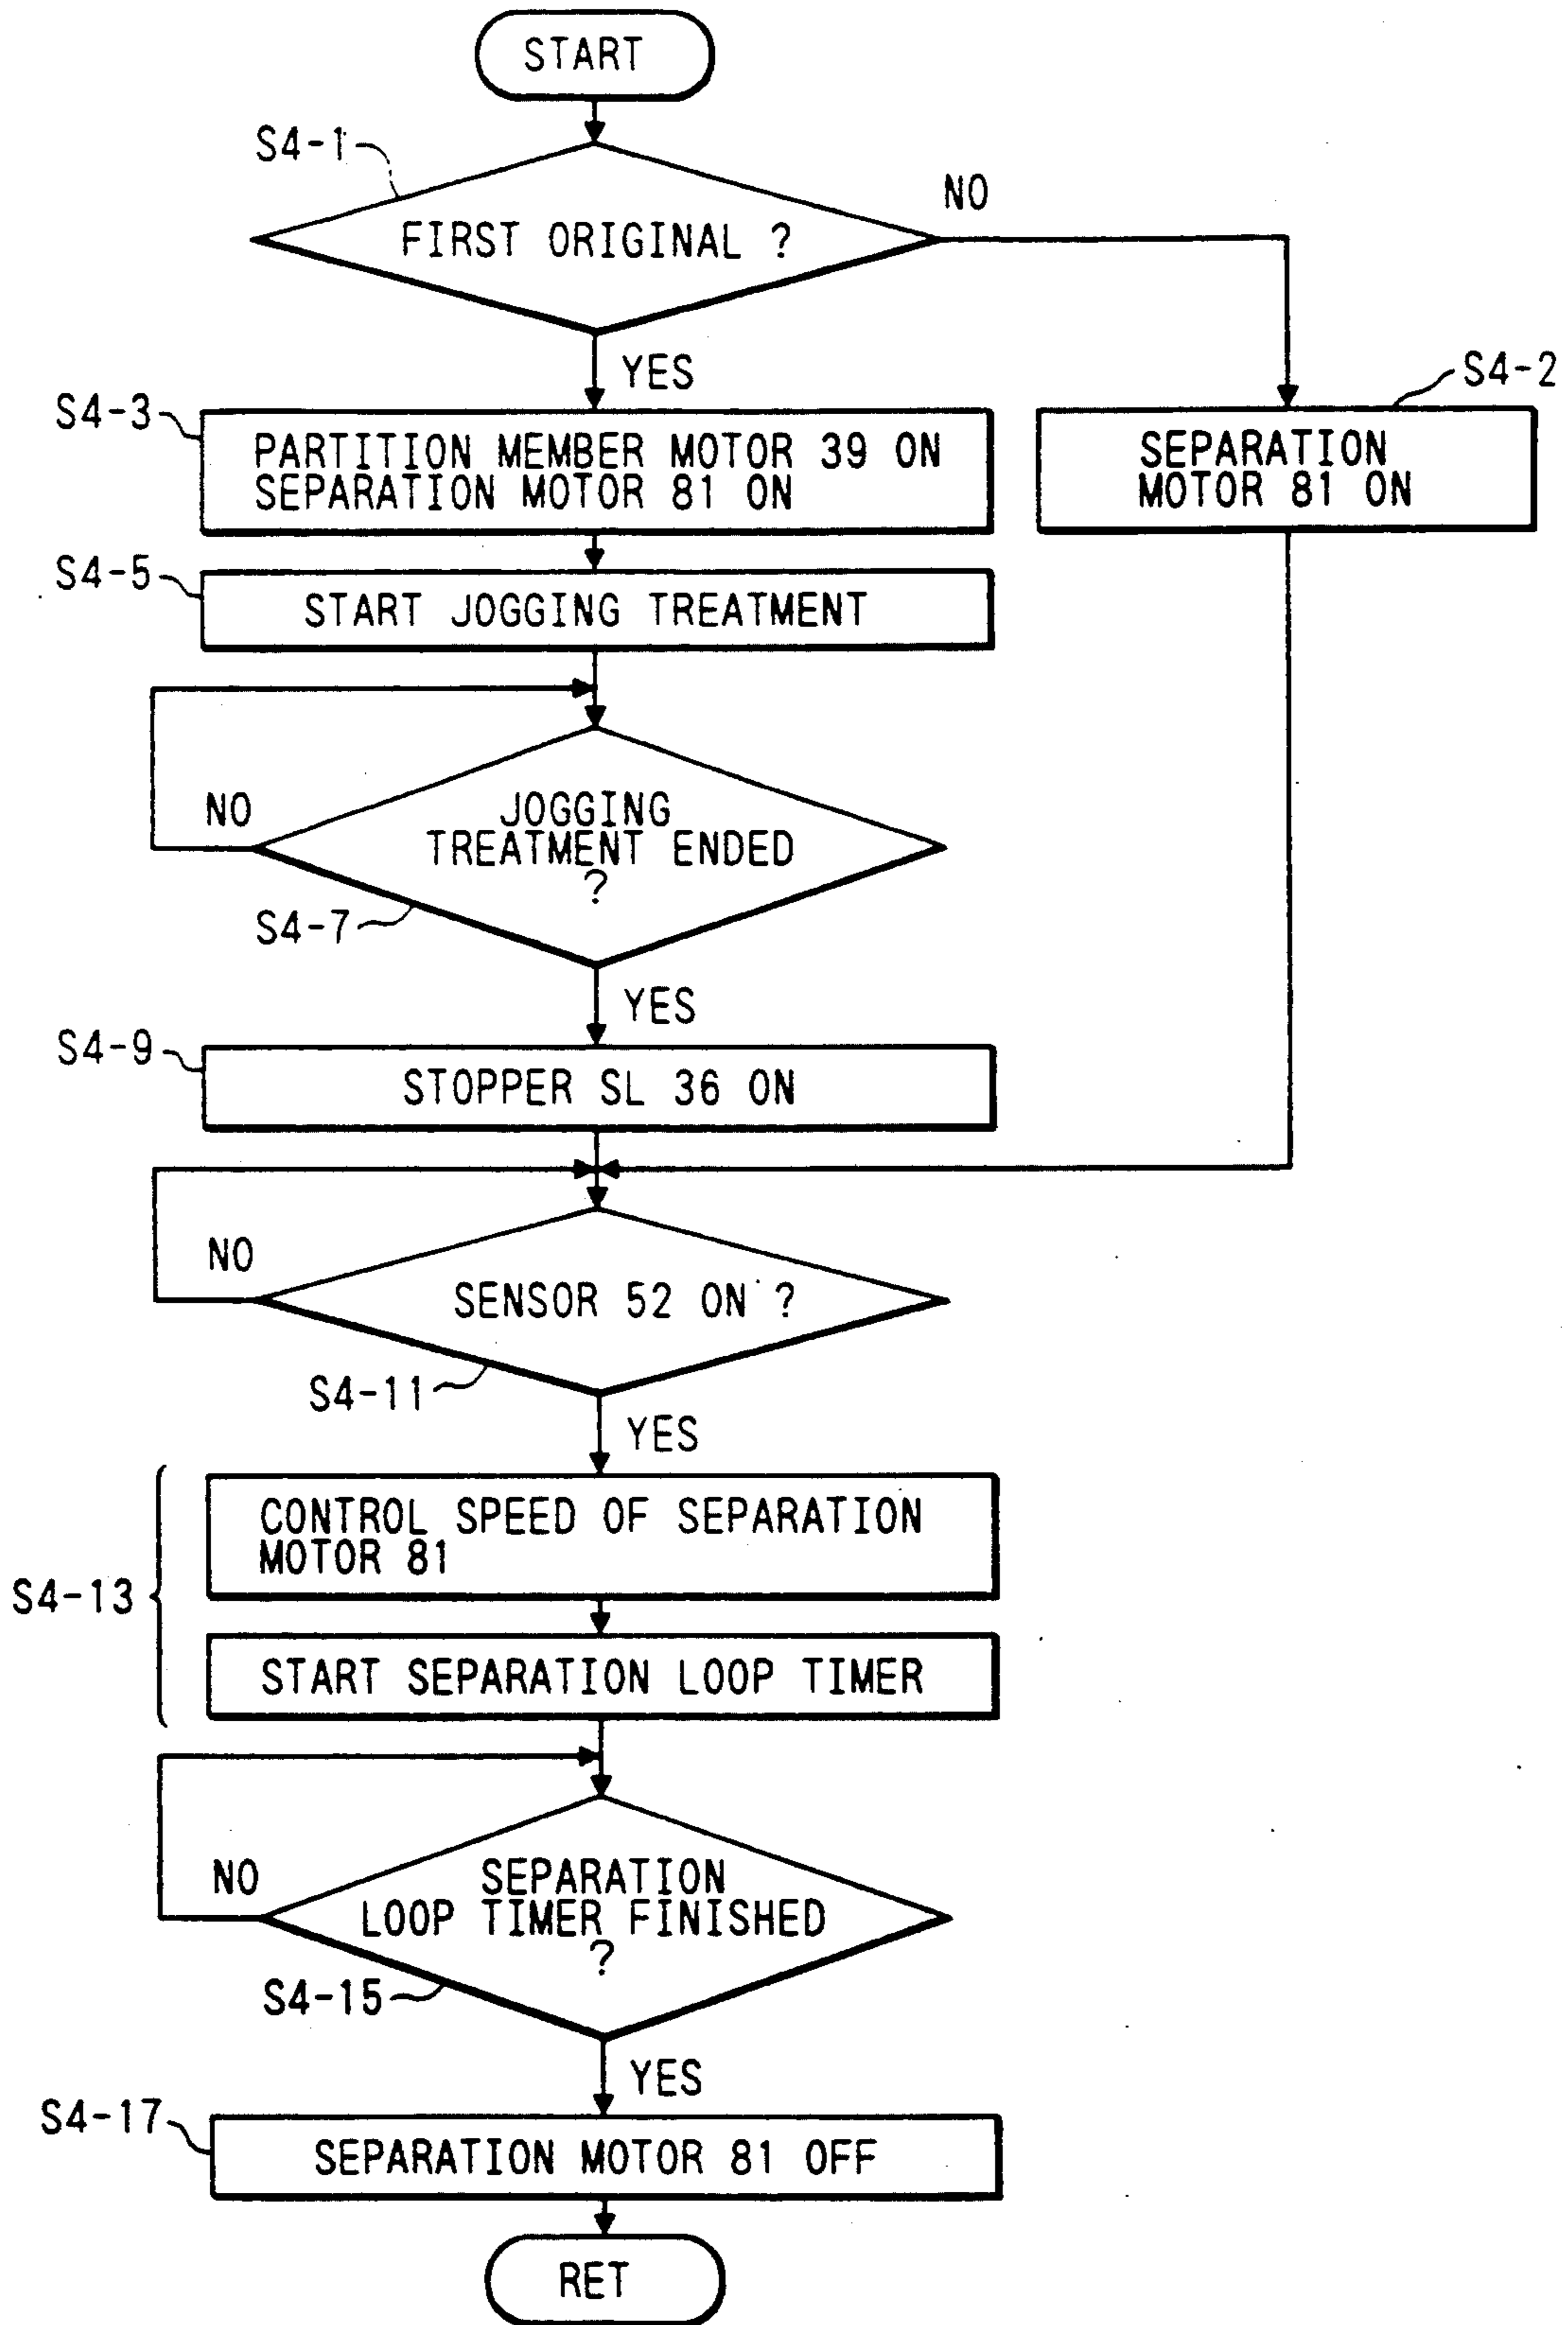 START
S4-1
NO
FIRST ORIGINAL ?
YES
S4-2
S4-3
PARTITION MEMBER MOTOR 39 ON
SEPARATION MOTOR 81 ON
SEPARATION
MOTOR 81 ON
S4-5
START JOGGING TREATMENT
NO
JOGGING
TREATMENT ENDED
?
S4-7
YES
S4-9
STOPPER SL 36 ON
NO
SENSOR 52 ON ?
S4-11
YES
CONTROL SPEED OF SEPARATION
MOTOR 81
S4-13
START SEPARATION LOOP TIMER
NO
SEPARATION
LOOP TIMER FINISHED
?
S4-15
YES
S4-17
SEPARATION MOTOR 81 OFF
RET